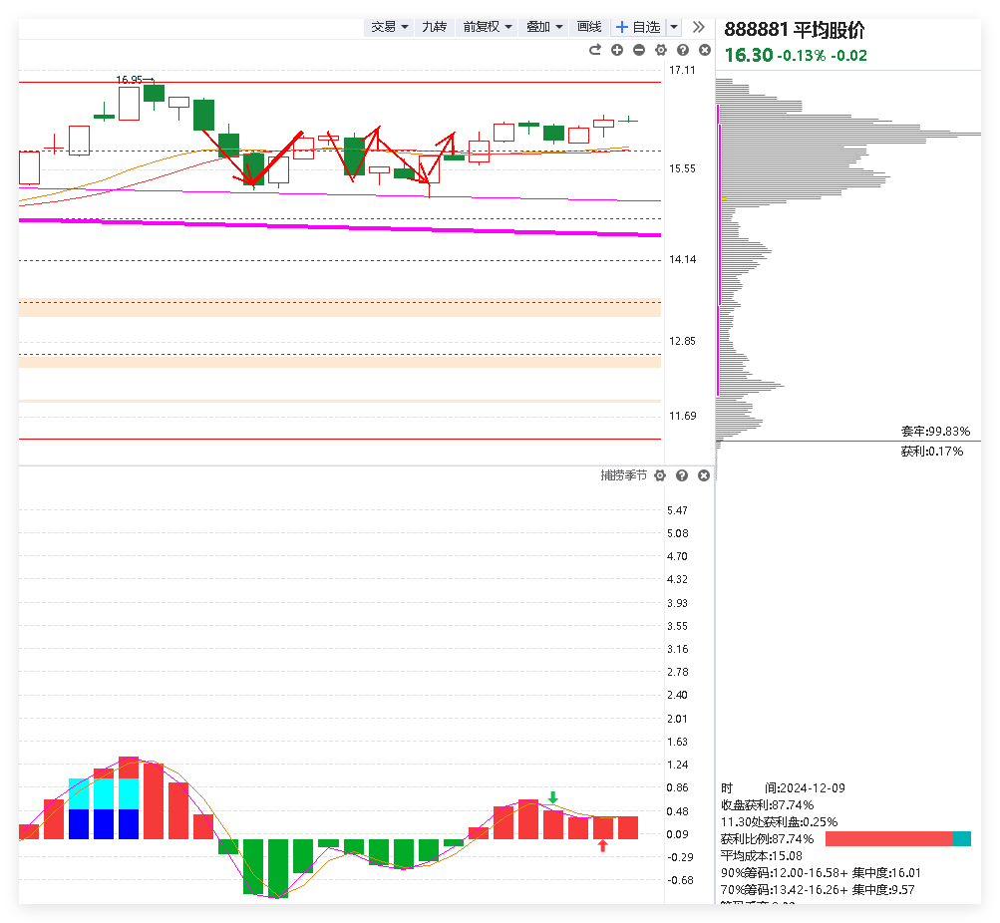 交易 九转 前复权 叠加 画线 + 自选
888881 平均股价
16.30 -0.13% -0.02
16.95
17.11
15.55
14.14
12.85
11.69
套牢:99.83%
获利:0.17%
捕捞季节
5.47
5.08
4.70
4.32
3.93
3.55
3.16
2.78
2.40
2.01
1.63
1.24
0.86
0.48
0.09
-0.29
-0.68
时 间:2024-12-09
收盘获利:87.74%
11.30处获利盘:0.25%
获利比例:87.74%
平均成本:15.08
90%筹码:12.00-16.58+ 集中度:16.01
70%筹码:13.42-16.26+ 集中度:9.57